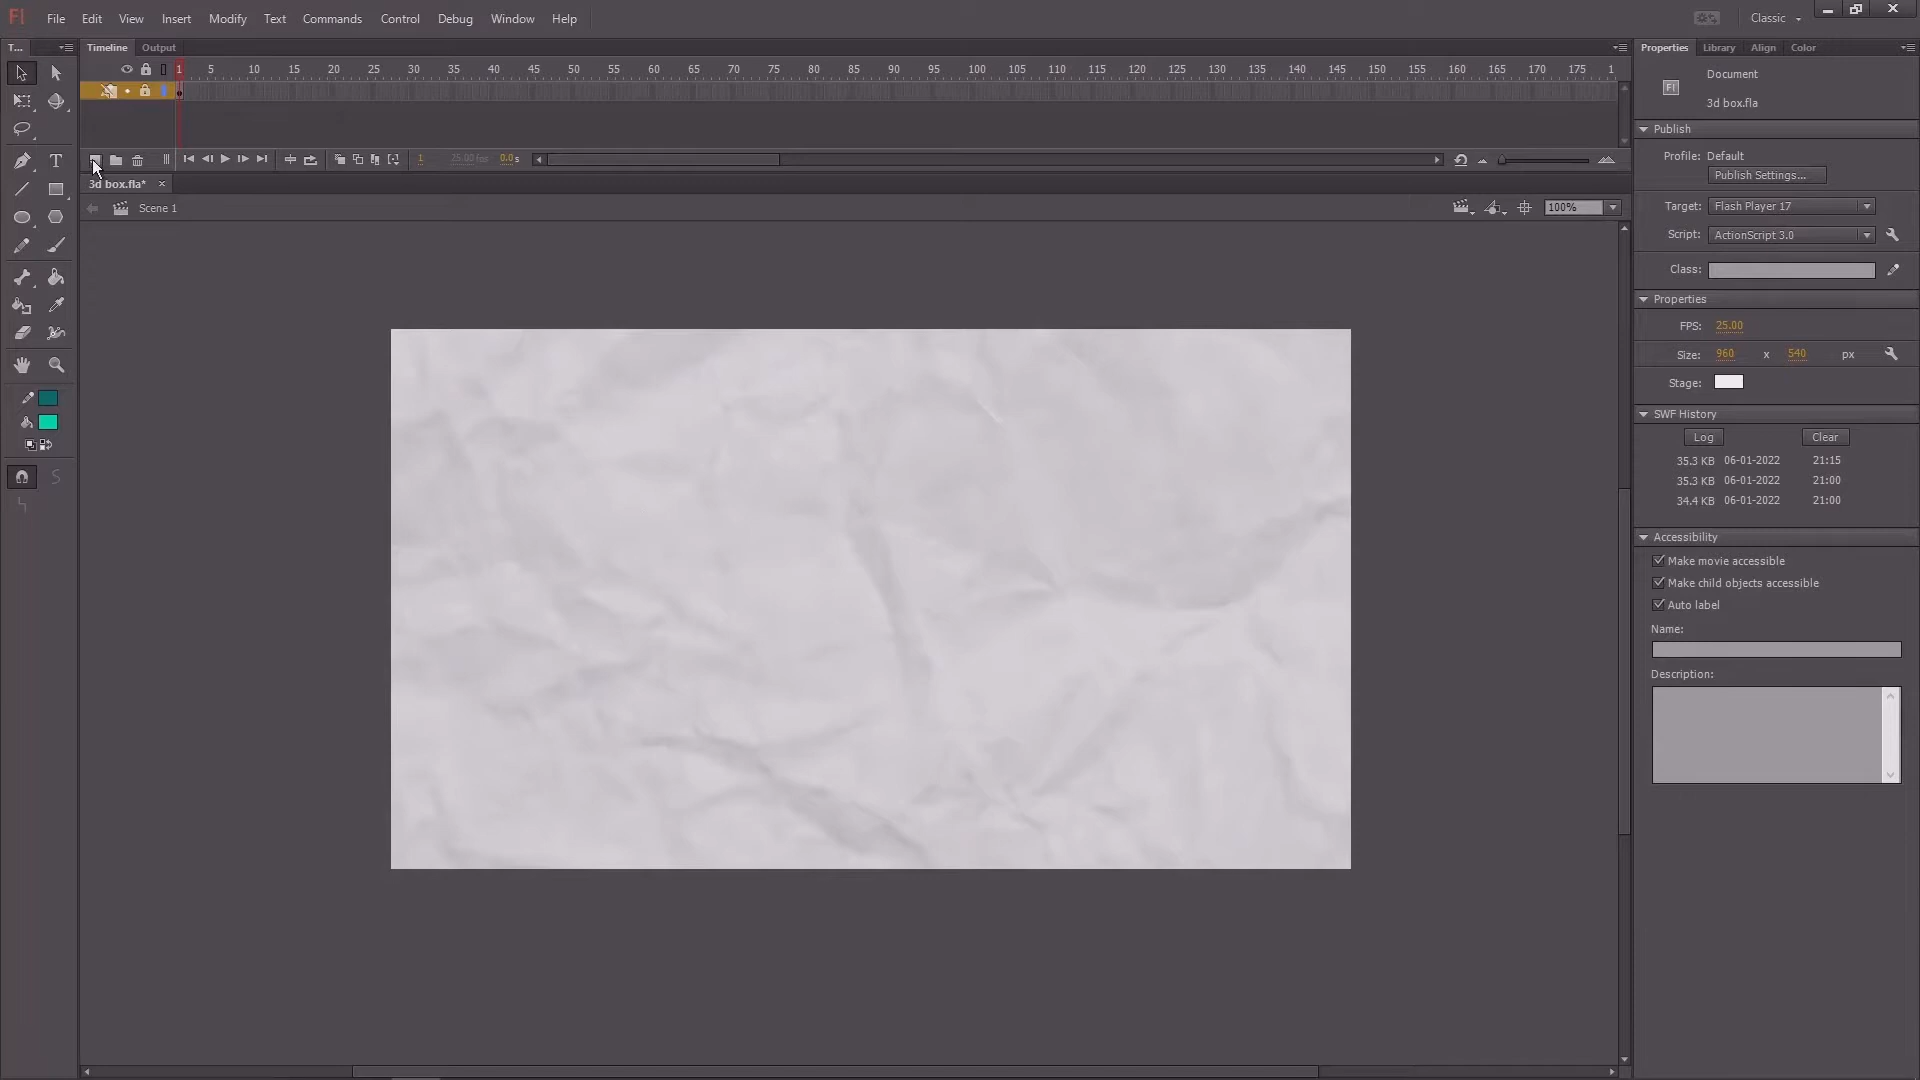 Fl File Edit View Insert Modify Text Commands Control Debug Window Help Classic
T... Timeline Output Properties Library Align Color
1 5 10 15 20 25 30 35 40 45 50 55 60 65 70 75 80 85 90 95 100 105 110 115 120 125 130 135 140 145 150 155 160 165 170 175 1
Document
Fl
3d box.fla
Publish
Profile: Default
Publish Settings...
1 25.00 fps 0.0 s
3d box.fla*
Scene 1 100%
Target: Flash Player 17
Script: ActionScript 3.0
Class:
Properties
FPS: 25.00
Size: 960 x 540 px
Stage:
SWF History
Log Clear
35.3 KB 06-01-2022 21:15
35.3 KB 06-01-2022 21:00
34.4 KB 06-01-2022 21:00
Accessibility
Make movie accessible
Make child objects accessible
Auto label
Name:
Description: